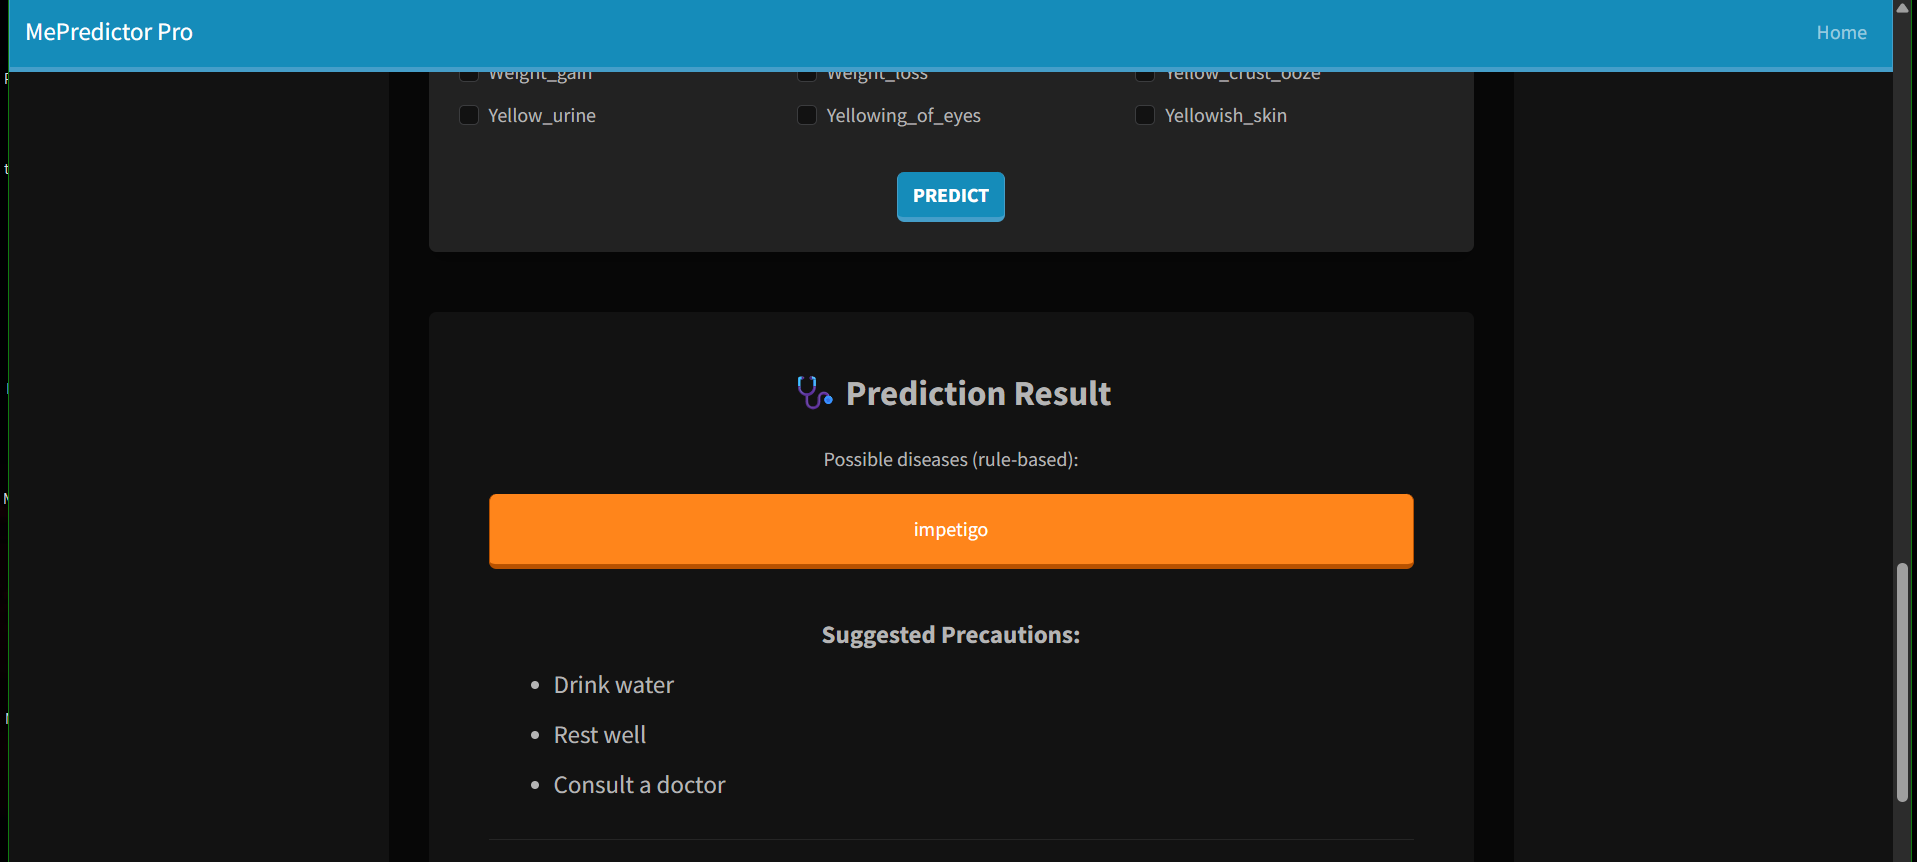 MePredictor Pro
Home
Weight_gain
Weight_loss
Yellow_crust_ooze
Yellow_urine
Yellowing_of_eyes
Yellowish_skin
PREDICT
Prediction Result
Possible diseases (rule-based):
impetigo
Suggested Precautions:
• Drink water
• Rest well
• Consult a doctor